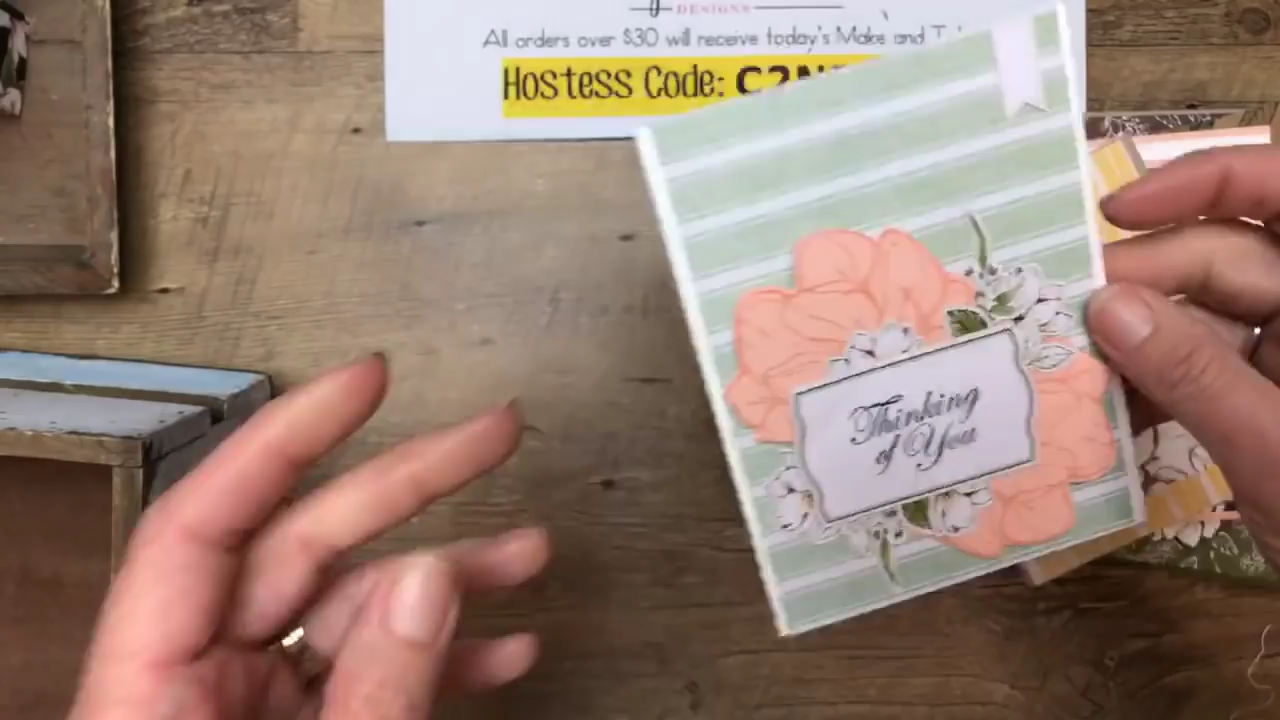 DESIGNS
All orders over $30 will receive today's Make and
Hostess Code:
Thinking
of You